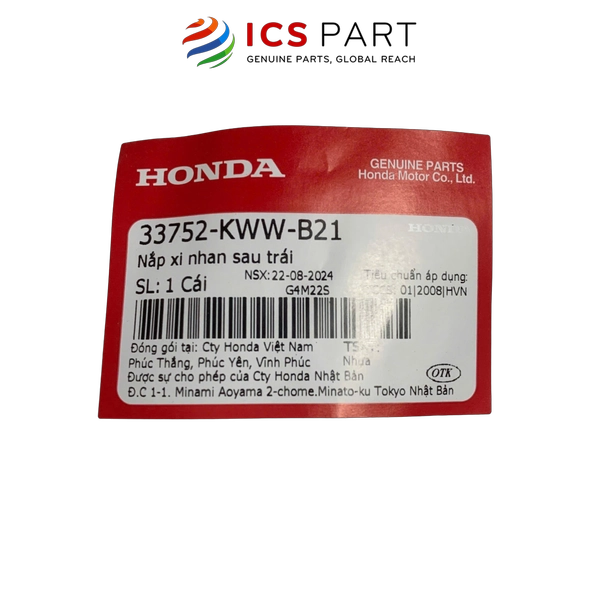 ICS PART
GENUINE PARTS, GLOBAL REACH
HONDA
GENUINE PARTS
Honda Motor Co., Ltd.
33752-KWW-B21
HONDA
Nắp xi nhan sau trái
SL: 1 Cái
NSX: 22-08-2024
G4M22S
Tiêu chuẩn áp dụng:
01|2008|HVN
Đóng gói tại: Cty Honda Việt Nam
Phúc Thắng, Phúc Yên, Vĩnh Phúc
Nhựa
Được sự cho phép của Cty Honda Nhật Bản
Đ.C 1-1. Minami Aoyama 2-chome.Minato-ku Tokyo Nhật Bản
OTK